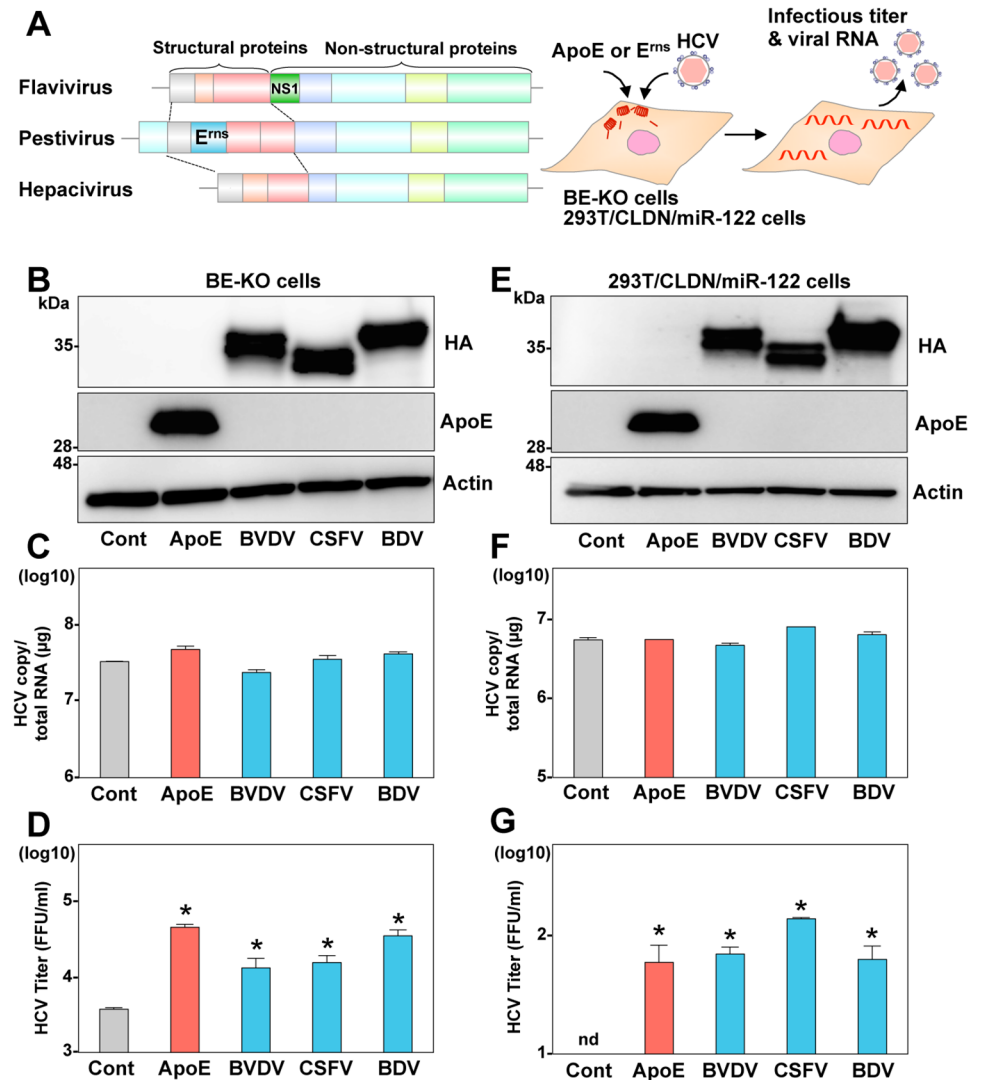 A
Structural proteins
Non-structural proteins
Flavivirus
NS1
Pestivirus
Erns
Hepacivirus
ApoE or Erns
HCV
Infectious titer
& viral RNA
BE-KO cells
293T/CLDN/miR-122 cells
B
BE-KO cells
kDa
35
HA
ApoE
28
48
Actin
Cont ApoE BVDV CSFV BDV
E
293T/CLDN/miR-122 cells
kDa
35
HA
ApoE
28
48
Actin
Cont ApoE BVDV CSFV BDV
C
(log10)
HCV copy/
total RNA (µg)
8
7
6
Cont ApoE BVDV CSFV BDV
F
(log10)
HCV copy/
total RNA (µg)
7
6
5
Cont ApoE BVDV CSFV BDV
D
(log10)
HCV Titer (FFU/ml)
5
4
3
* * * *
Cont ApoE BVDV CSFV BDV
G
(log10)
HCV Titer (FFU/ml)
2
1
nd
* * * *
Cont ApoE BVDV CSFV BDV